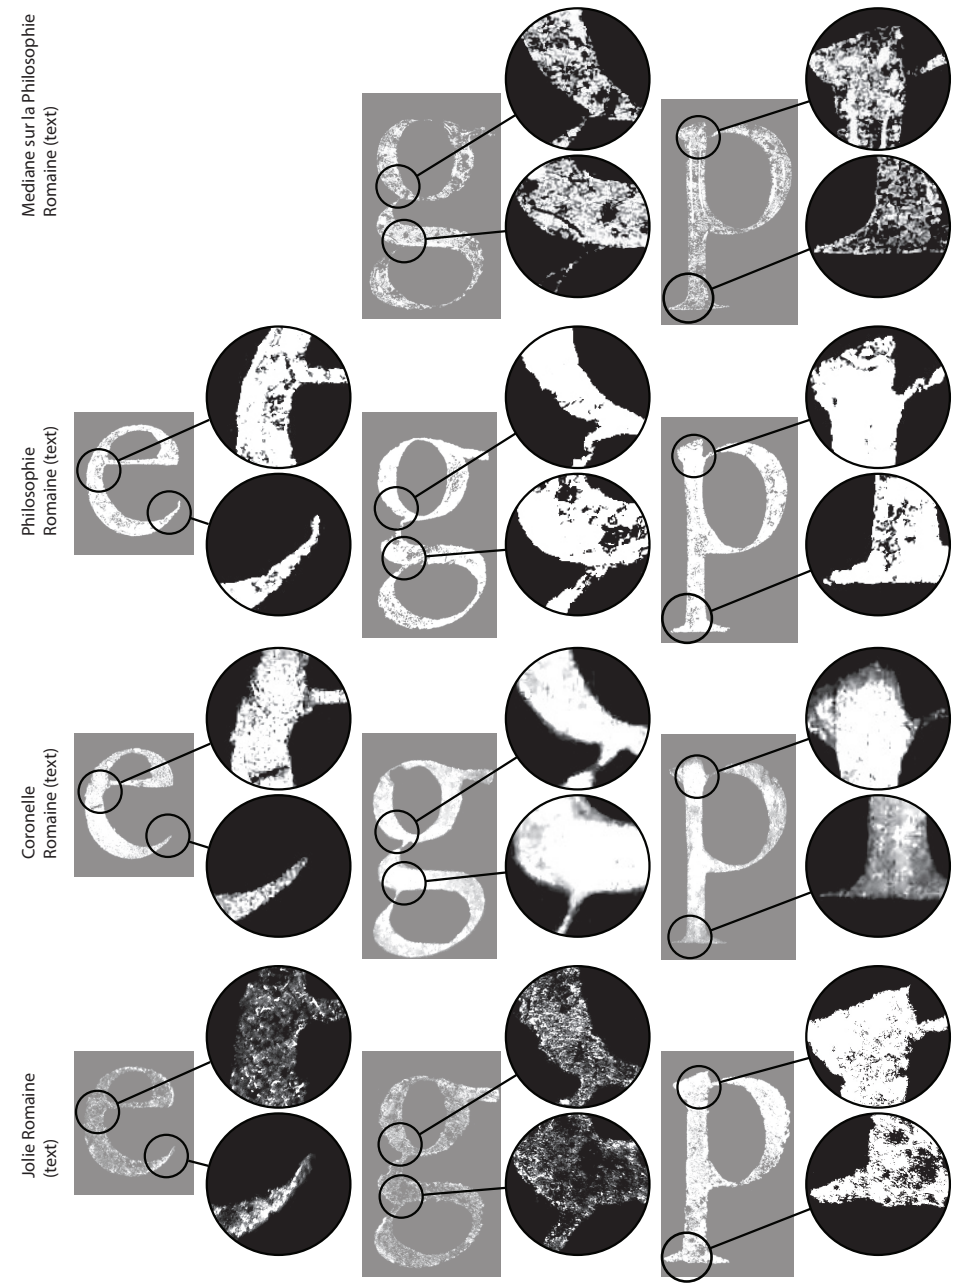 Mediane sur la Philosophie
Romaine (text)
g
p
Philosophie
Romaine (text)
e
g
p
Coronelle
Romaine (text)
e
g
p
Jolie Romaine
(text)
e
g
p